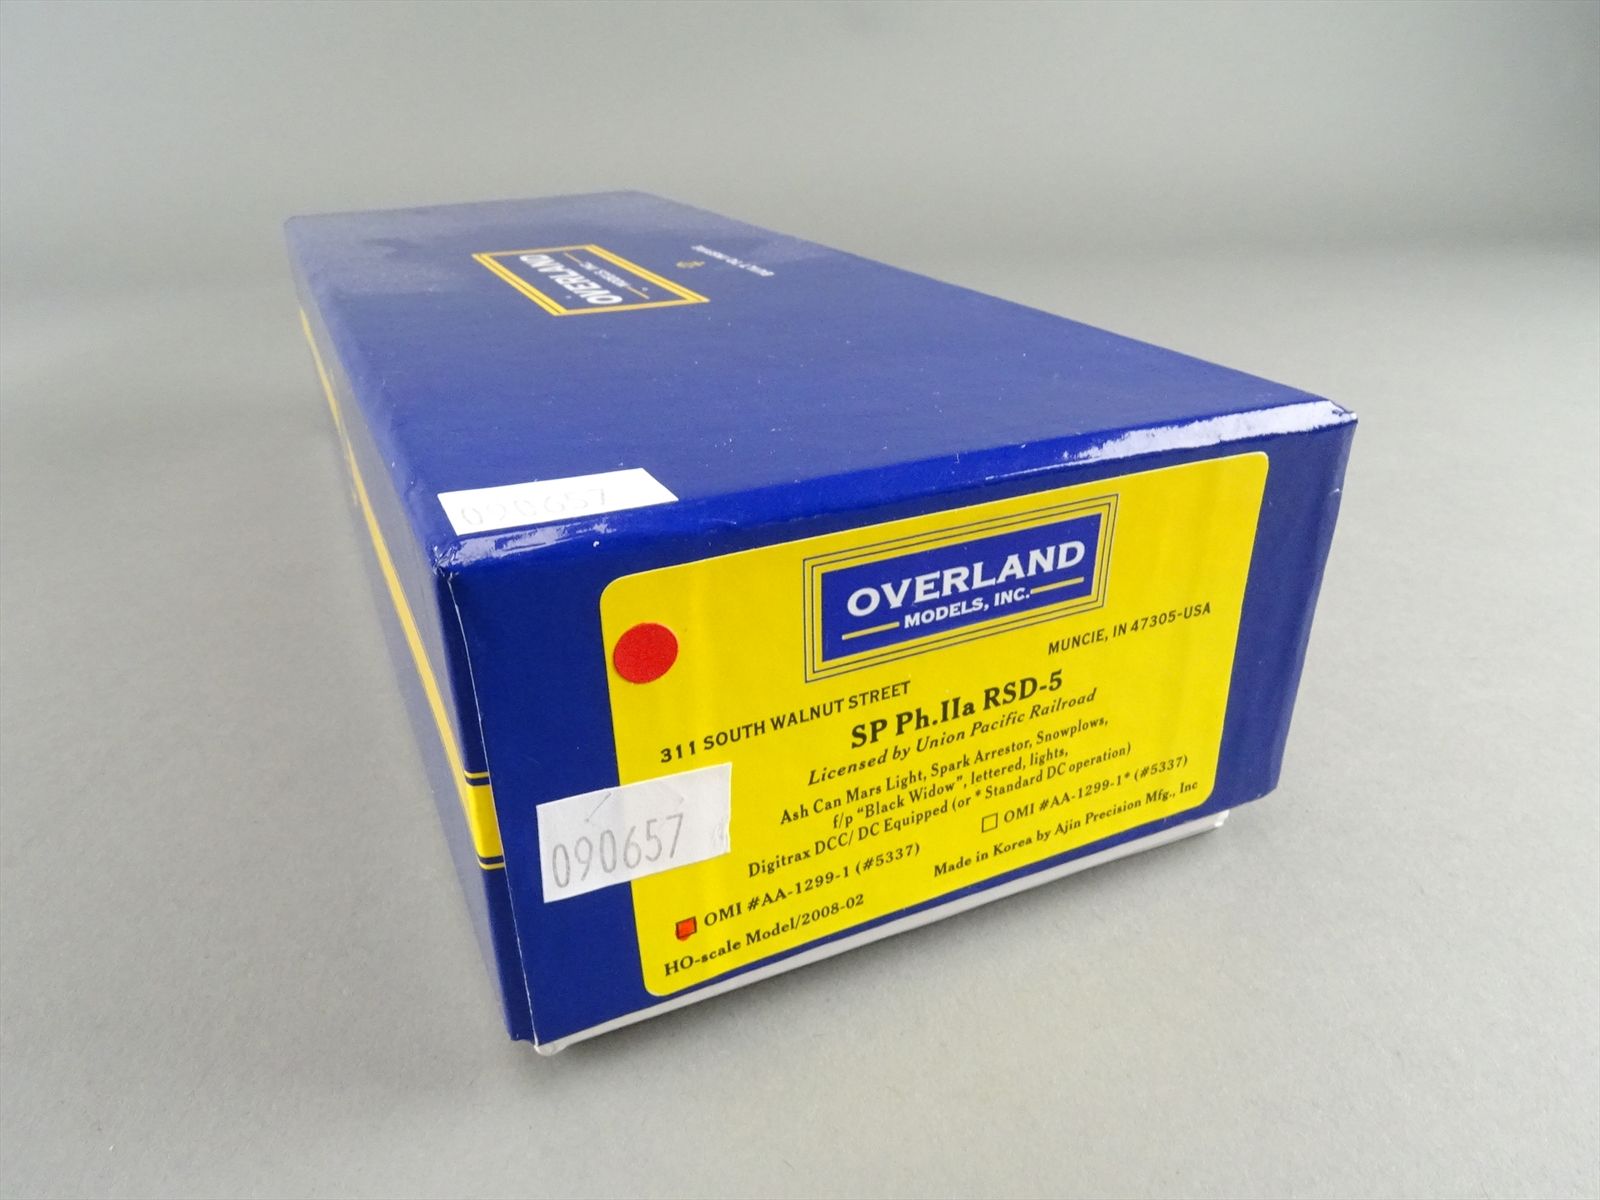 OVERLAND
MODELS, INC.
090657
OVERLAND
MODELS, INC.
311 SOUTH WALNUT STREET
MUNCIE, IN 47305-USA
SP Ph.IIa RSD-5
Licensed by Union Pacific Railroad
Ash Can Mars Light, Spark Arrestor, Snowplows,
f/p "Black Widow", lettered, lights,
Digitrax DCC/ DC Equipped (or * Standard DC operation)
OMI #AA-1299-1 (#5337)
OMI #AA-1299-1* (#5337)
HO-scale Model/2008-02
Made in Korea by Ajin Precision Mfg., Inc
090657